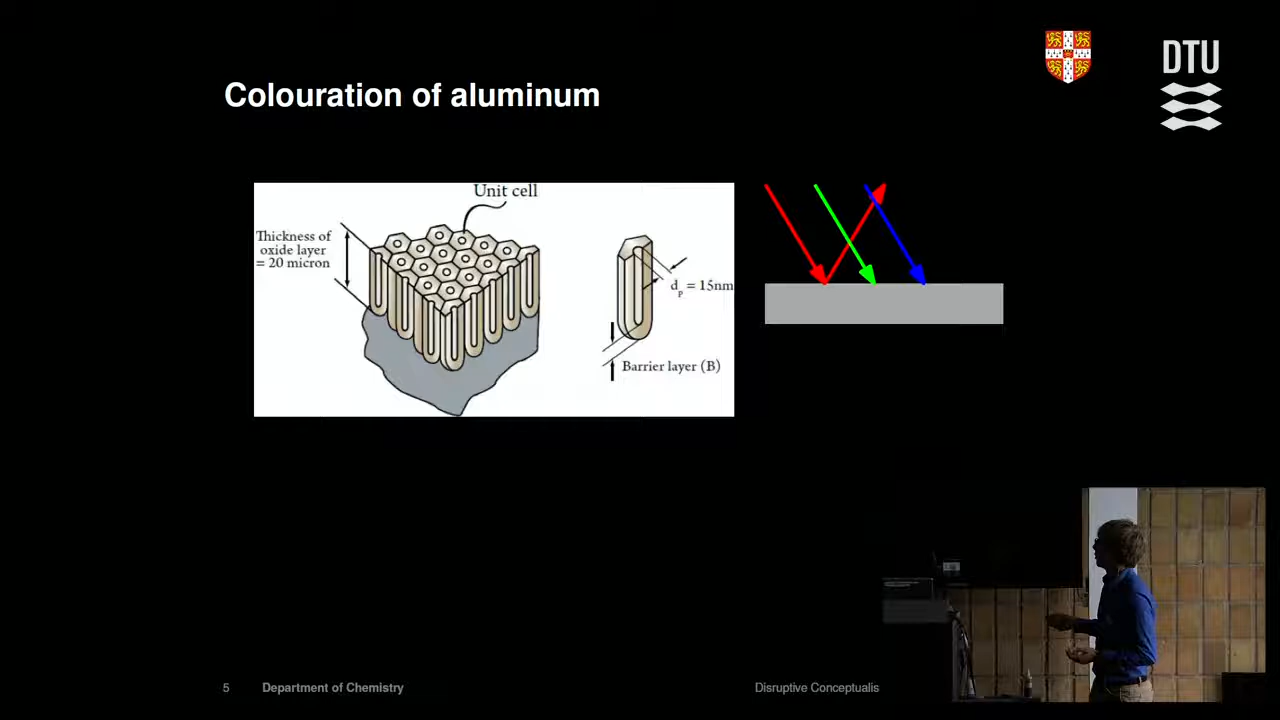 DTU
Colouration of aluminum
Unit cell
Thickness of
oxide layer
= 20 micron
dp = 15nm
Barrier layer (B)
5 Department of Chemistry
Disruptive Conceptualis